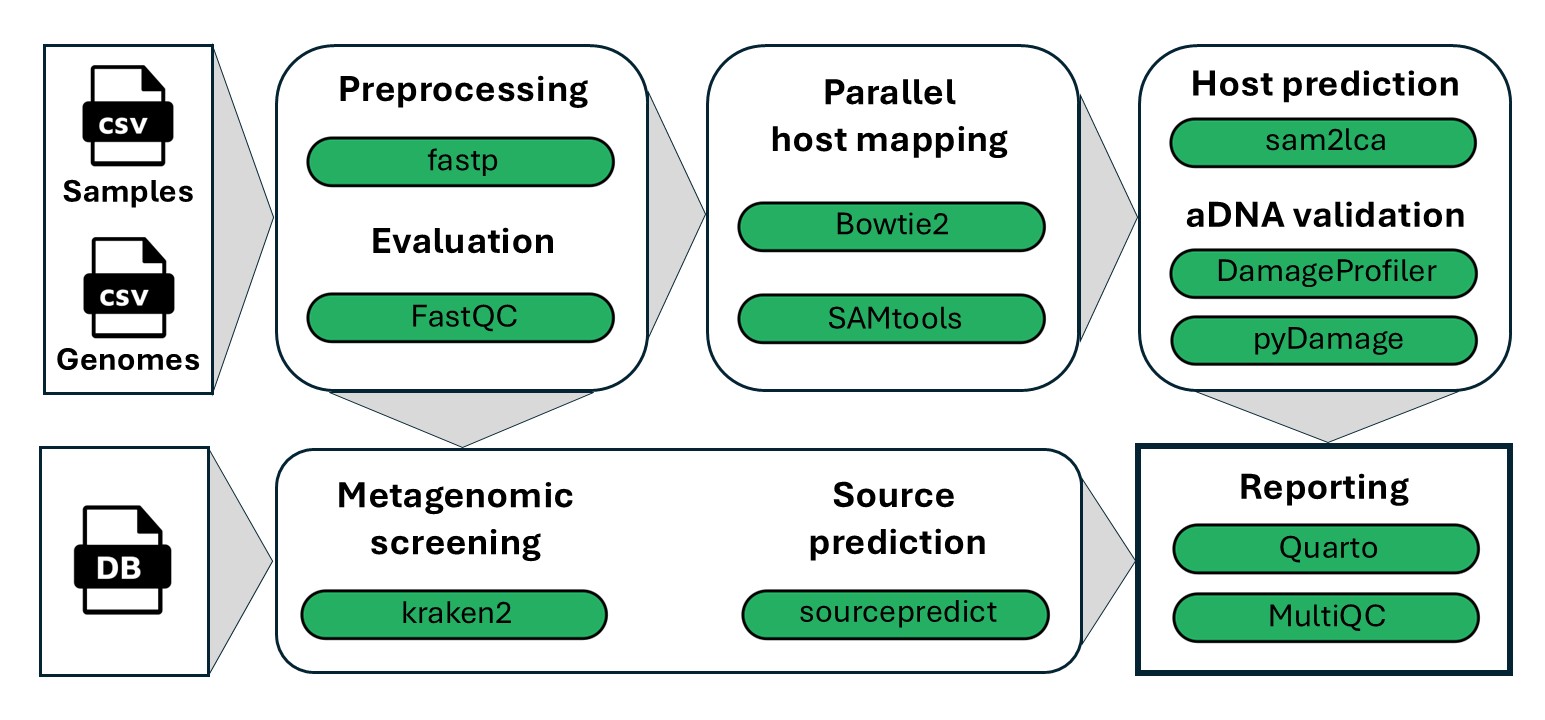 CSV
Samples
CSV
Genomes
Preprocessing
fastp
Evaluation
FastQC
Parallel
host mapping
Bowtie2
SAMtools
Host prediction
sam2lca
aDNA validation
DamageProfiler
pyDamage
DB
Metagenomic
screening
kraken2
Source
prediction
sourcepredict
Reporting
Quarto
MultiQC